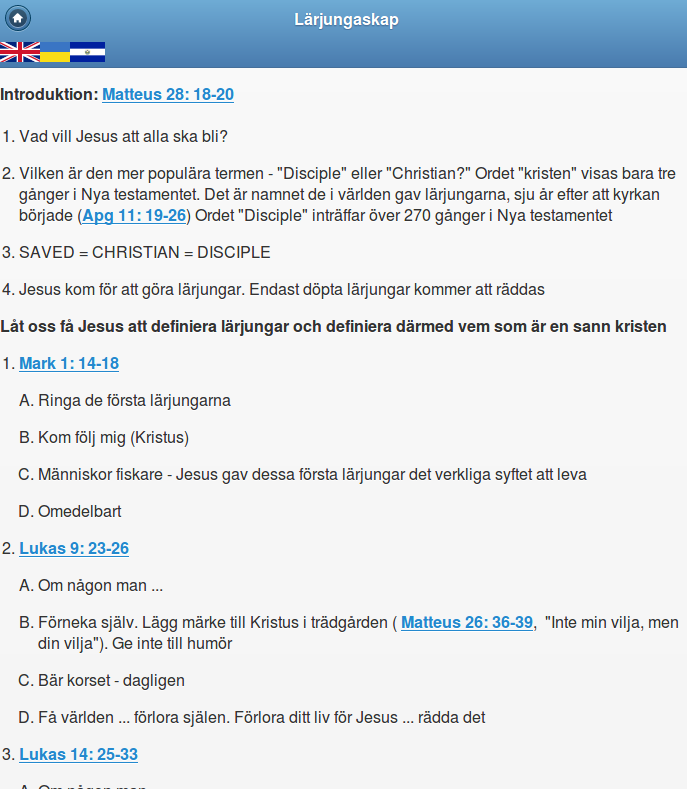 Lärjungaskap
Introduktion: Matteus 28: 18-20
1. Vad vill Jesus att alla ska bli?
2. Vilken är den mer populära termen - "Disciple" eller "Christian?" Ordet "kristen" visas bara tre
gånger i Nya testamentet. Det är namnet de i världen gav lärjungarna, sju år efter att kyrkan
började (Apg 11: 19-26) Ordet "Disciple" inträffar över 270 gånger i Nya testamentet
3. SAVED = CHRISTIAN = DISCIPLE
4. Jesus kom för att göra lärjungar. Endast döpta lärjungar kommer att räddas
Låt oss få Jesus att definiera lärjungar och definiera därmed vem som är en sann kristen
1. Mark 1: 14-18
A. Ringa de första lärjungarna
B. Kom följ mig (Kristus)
C. Människor fiskare - Jesus gav dessa första lärjungar det verkliga syftet att leva
D. Omedelbart
2. Lukas 9: 23-26
A. Om någon man ...
B. Förneka själv. Lägg märke till Kristus i trädgården ( Matteus 26: 36-39, "Inte min vilja, men
din vilja"). Ge inte till humör
C. Bär korset - dagligen
D. Få världen ... förlora själen. Förlora ditt liv för Jesus ... rädda det
3. Lukas 14: 25-33
A. Om någon man